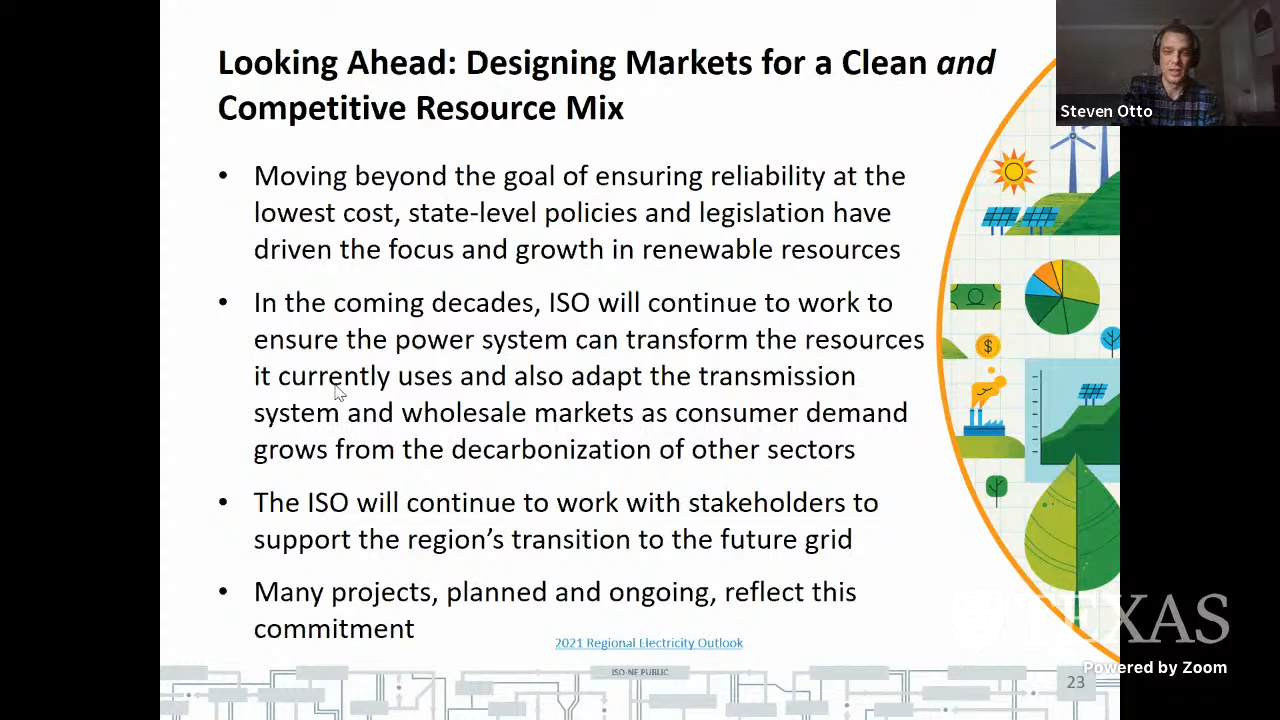 Looking Ahead: Designing Markets for a Clean and
Competitive Resource Mix
Steven Otto
• Moving beyond the goal of ensuring reliability at the
lowest cost, state-level policies and legislation have
driven the focus and growth in renewable resources
• In the coming decades, ISO will continue to work to
ensure the power system can transform the resources
it currently uses and also adapt the transmission
system and wholesale markets as consumer demand
grows from the decarbonization of other sectors
• The ISO will continue to work with stakeholders to
support the region’s transition to the future grid
• Many projects, planned and ongoing, reflect this
commitment
2021 Regional Electricity Outlook
TEXAS
Powered by Zoom
ISO-NE PUBLIC
23
$